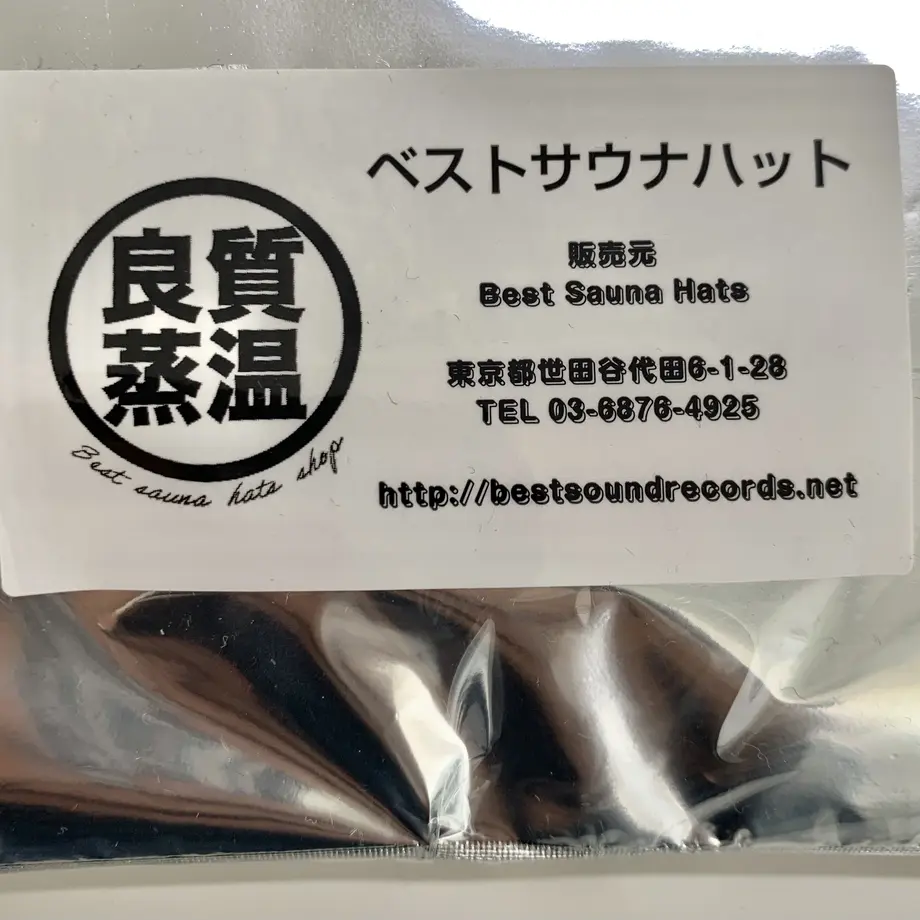 良質
蒸温
Best sauna hats shop
ベストサウナハット
販売元
Best Sauna Hats
東京都世田谷代田6-1-28
TEL 03-6876-4925
http://bestsoundrecords.net